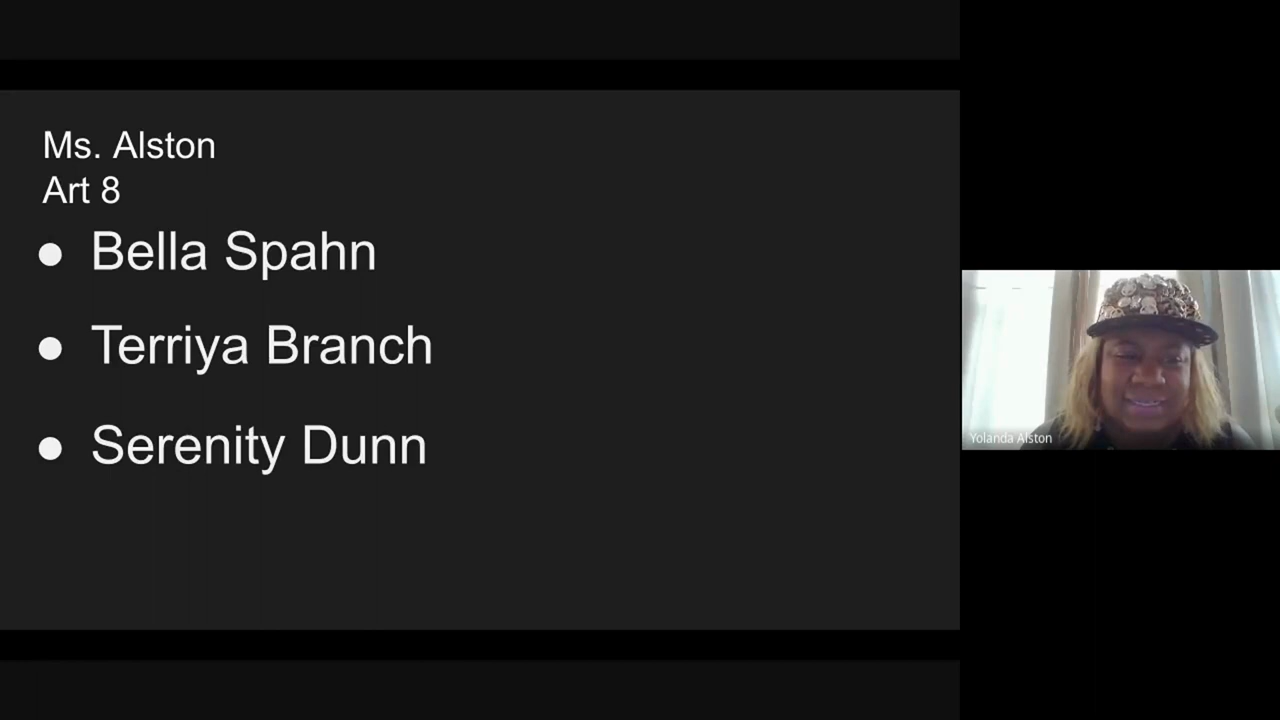 Ms. Alston
Art 8
● Bella Spahn
● Terriya Branch
● Serenity Dunn
Yolanda Alston